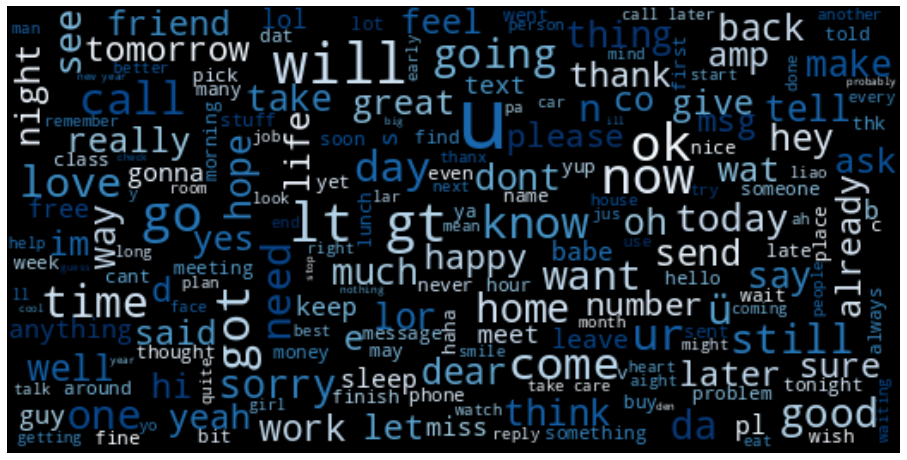 man
friend
lol
lot
went
person
call later
first
another
told
see
tomorrow
dat
will
early
feel
going
mind
thing
back
night
better
new year
pick
many
call
take
great
text
thank
start
amp
done
make
probably
remember
go
stuff
morning
really
job
soon
s
big
find
u
pa
car
n
co
give
tell
every
please
ill
msg
thk
class
check
gonna
hope
life
yet
thanx
even
dont
yup
ok
nice
hey
ask
love
y
room
look
day
lar
next
name
now
wat
liao
someone
free
way
go
yes
end
lt
gt
lunch
ya
mean
know
jus
house
oh
try
today
ah
place
already
b
c
help
im
long
week
cant
meeting
need
right
stop
much
happy
babe
use
send
late
say
people
guess
ll
cool
time
plan
d
face
got
nothing
keep
never
hour
want
hello
wait
coming
always
anything
said
best
lor
e
message
haha
home
meet
number
month
leave
ur
sent
might
ü
still
well
year
thought
quite
money
may
smile
dear
come
v
heart
aight
later
sure
talk
around
hi
sorry
sleep
finish
phone
take care
problem
tonight
waiting
guy
one
yo
yeah
girl
watch
think
buy
den
da
pl
good
getting
fine
bit
work
let
miss
reply
something
eat
wish